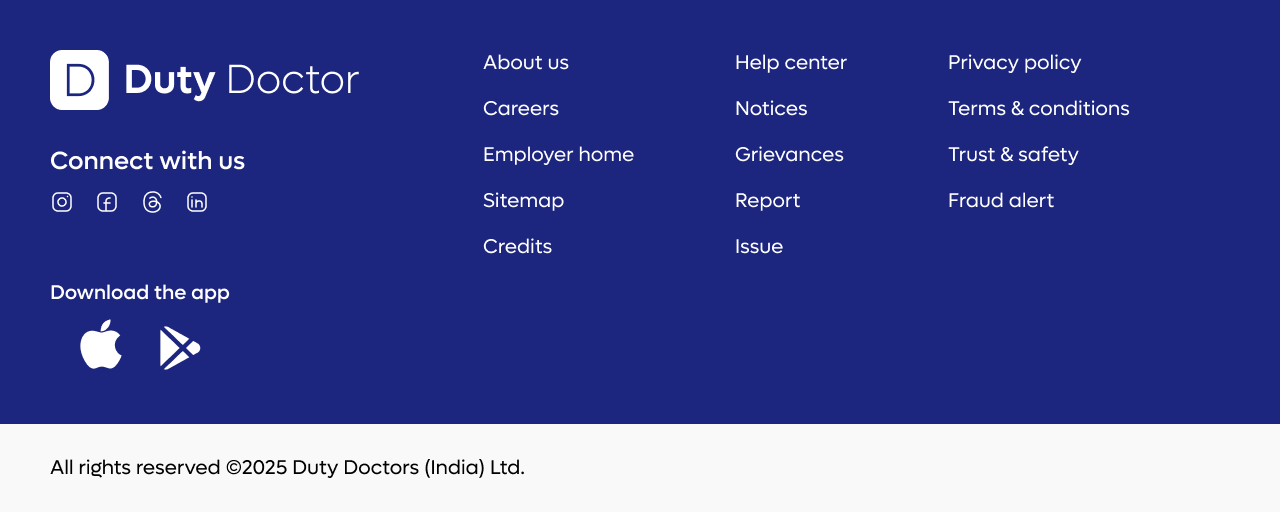 D Duty Doctor
Connect with us
Download the app
About us
Careers
Employer home
Sitemap
Credits
Help center
Notices
Grievances
Report
Issue
Privacy policy
Terms & conditions
Trust & safety
Fraud alert
All rights reserved ©2025 Duty Doctors (India) Ltd.